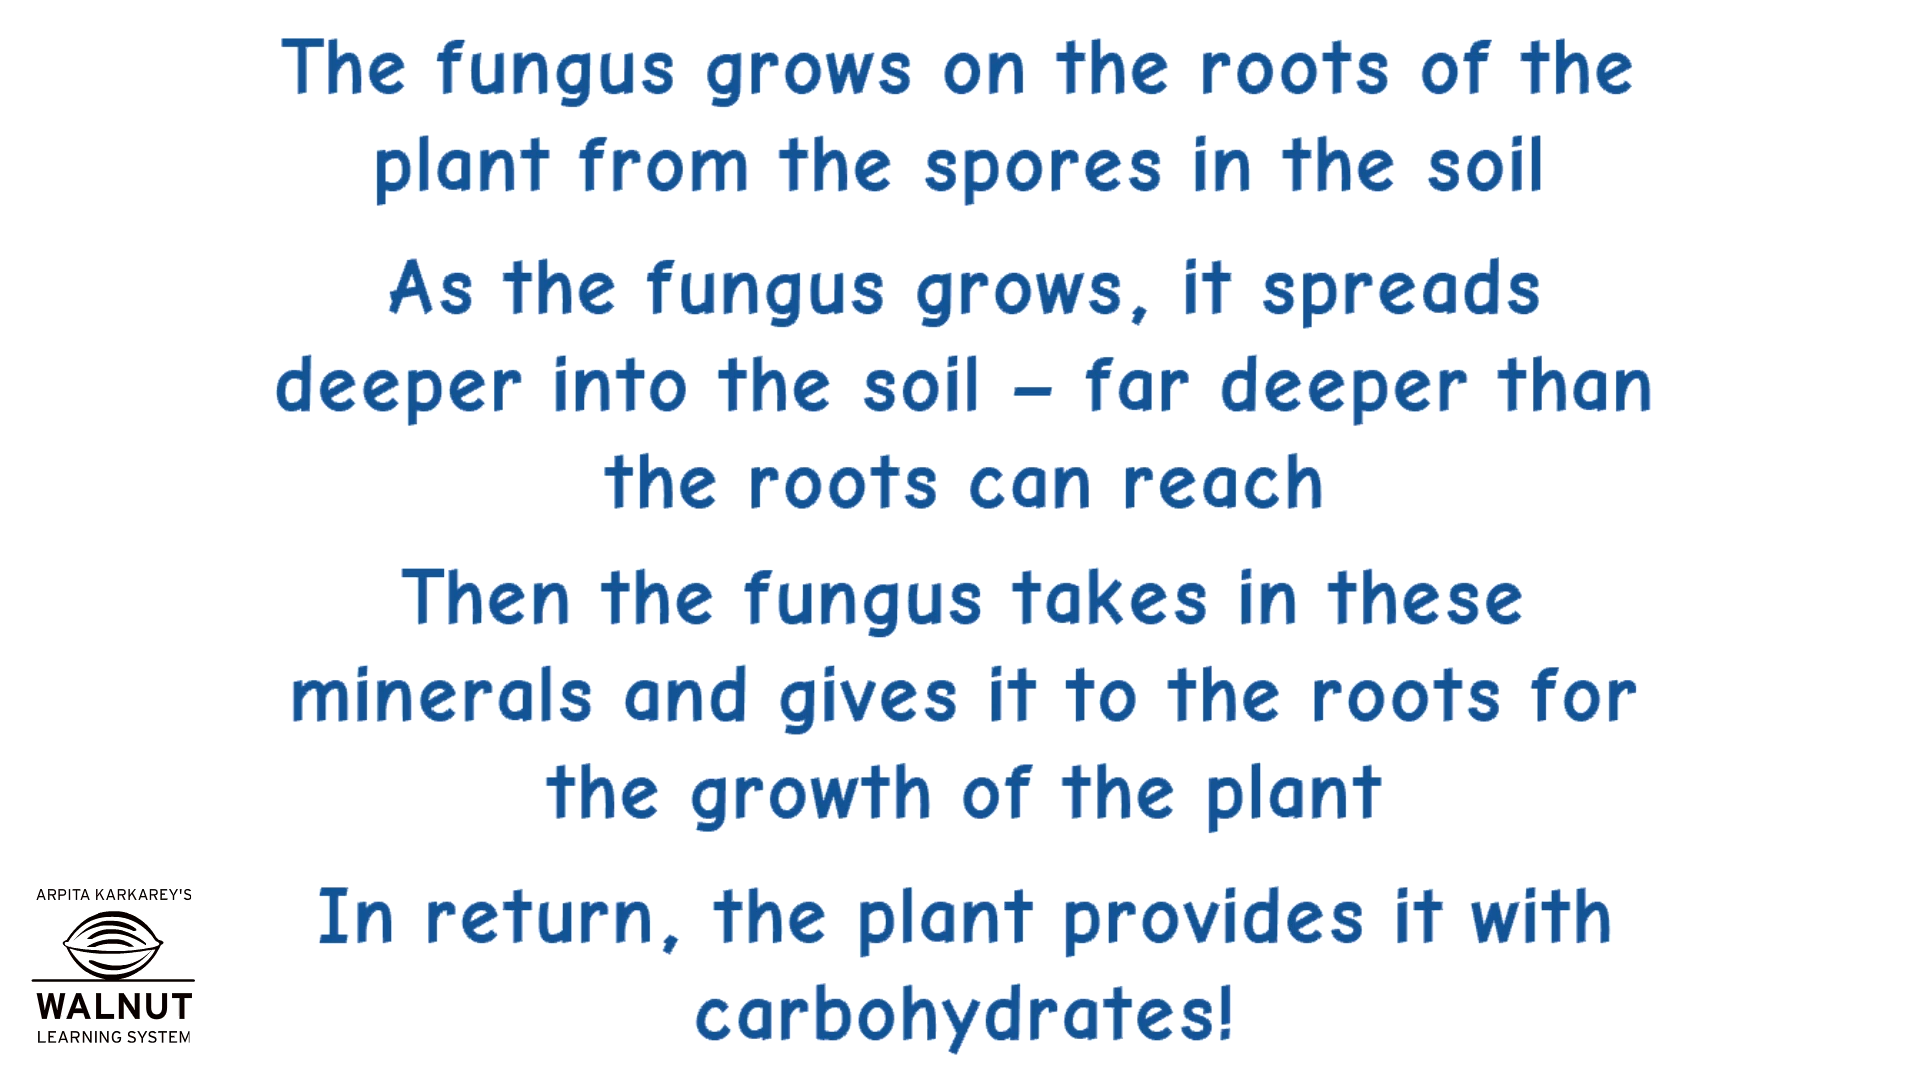 The fungus grows on the roots of the
plant from the spores in the soil
As the fungus grows, it spreads
deeper into the soil – far deeper than
the roots can reach
Then the fungus takes in these
minerals and gives it to the roots for
the growth of the plant
In return, the plant provides it with
carbohydrates!
ARPITA KARKAREY'S
WALNUT
LEARNING SYSTEM